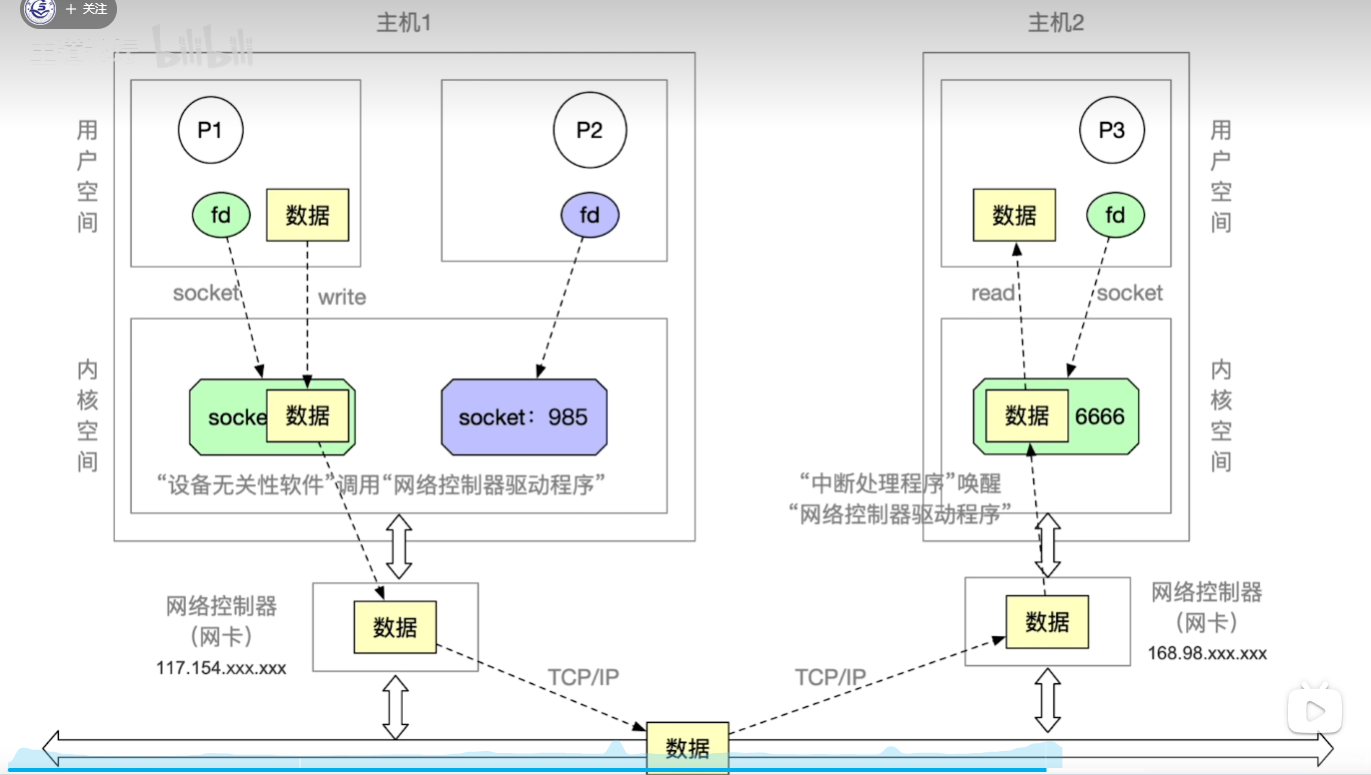 + 关注
bilibili
主机1
主机2
用户空间
P1
P2
P3
用户空间
fd
数据
fd
数据
fd
socket
write
read
socket
内核空间
socke
数据
socket：985
数据
6666
内核空间
“设备无关性软件”调用“网络控制器驱动程序”
“中断处理程序”唤醒
“网络控制器驱动程序”
网络控制器
（网卡）
117.154.xxx.xxx
数据
数据
网络控制器
（网卡）
168.98.xxx.xxx
TCP/IP
TCP/IP
数据